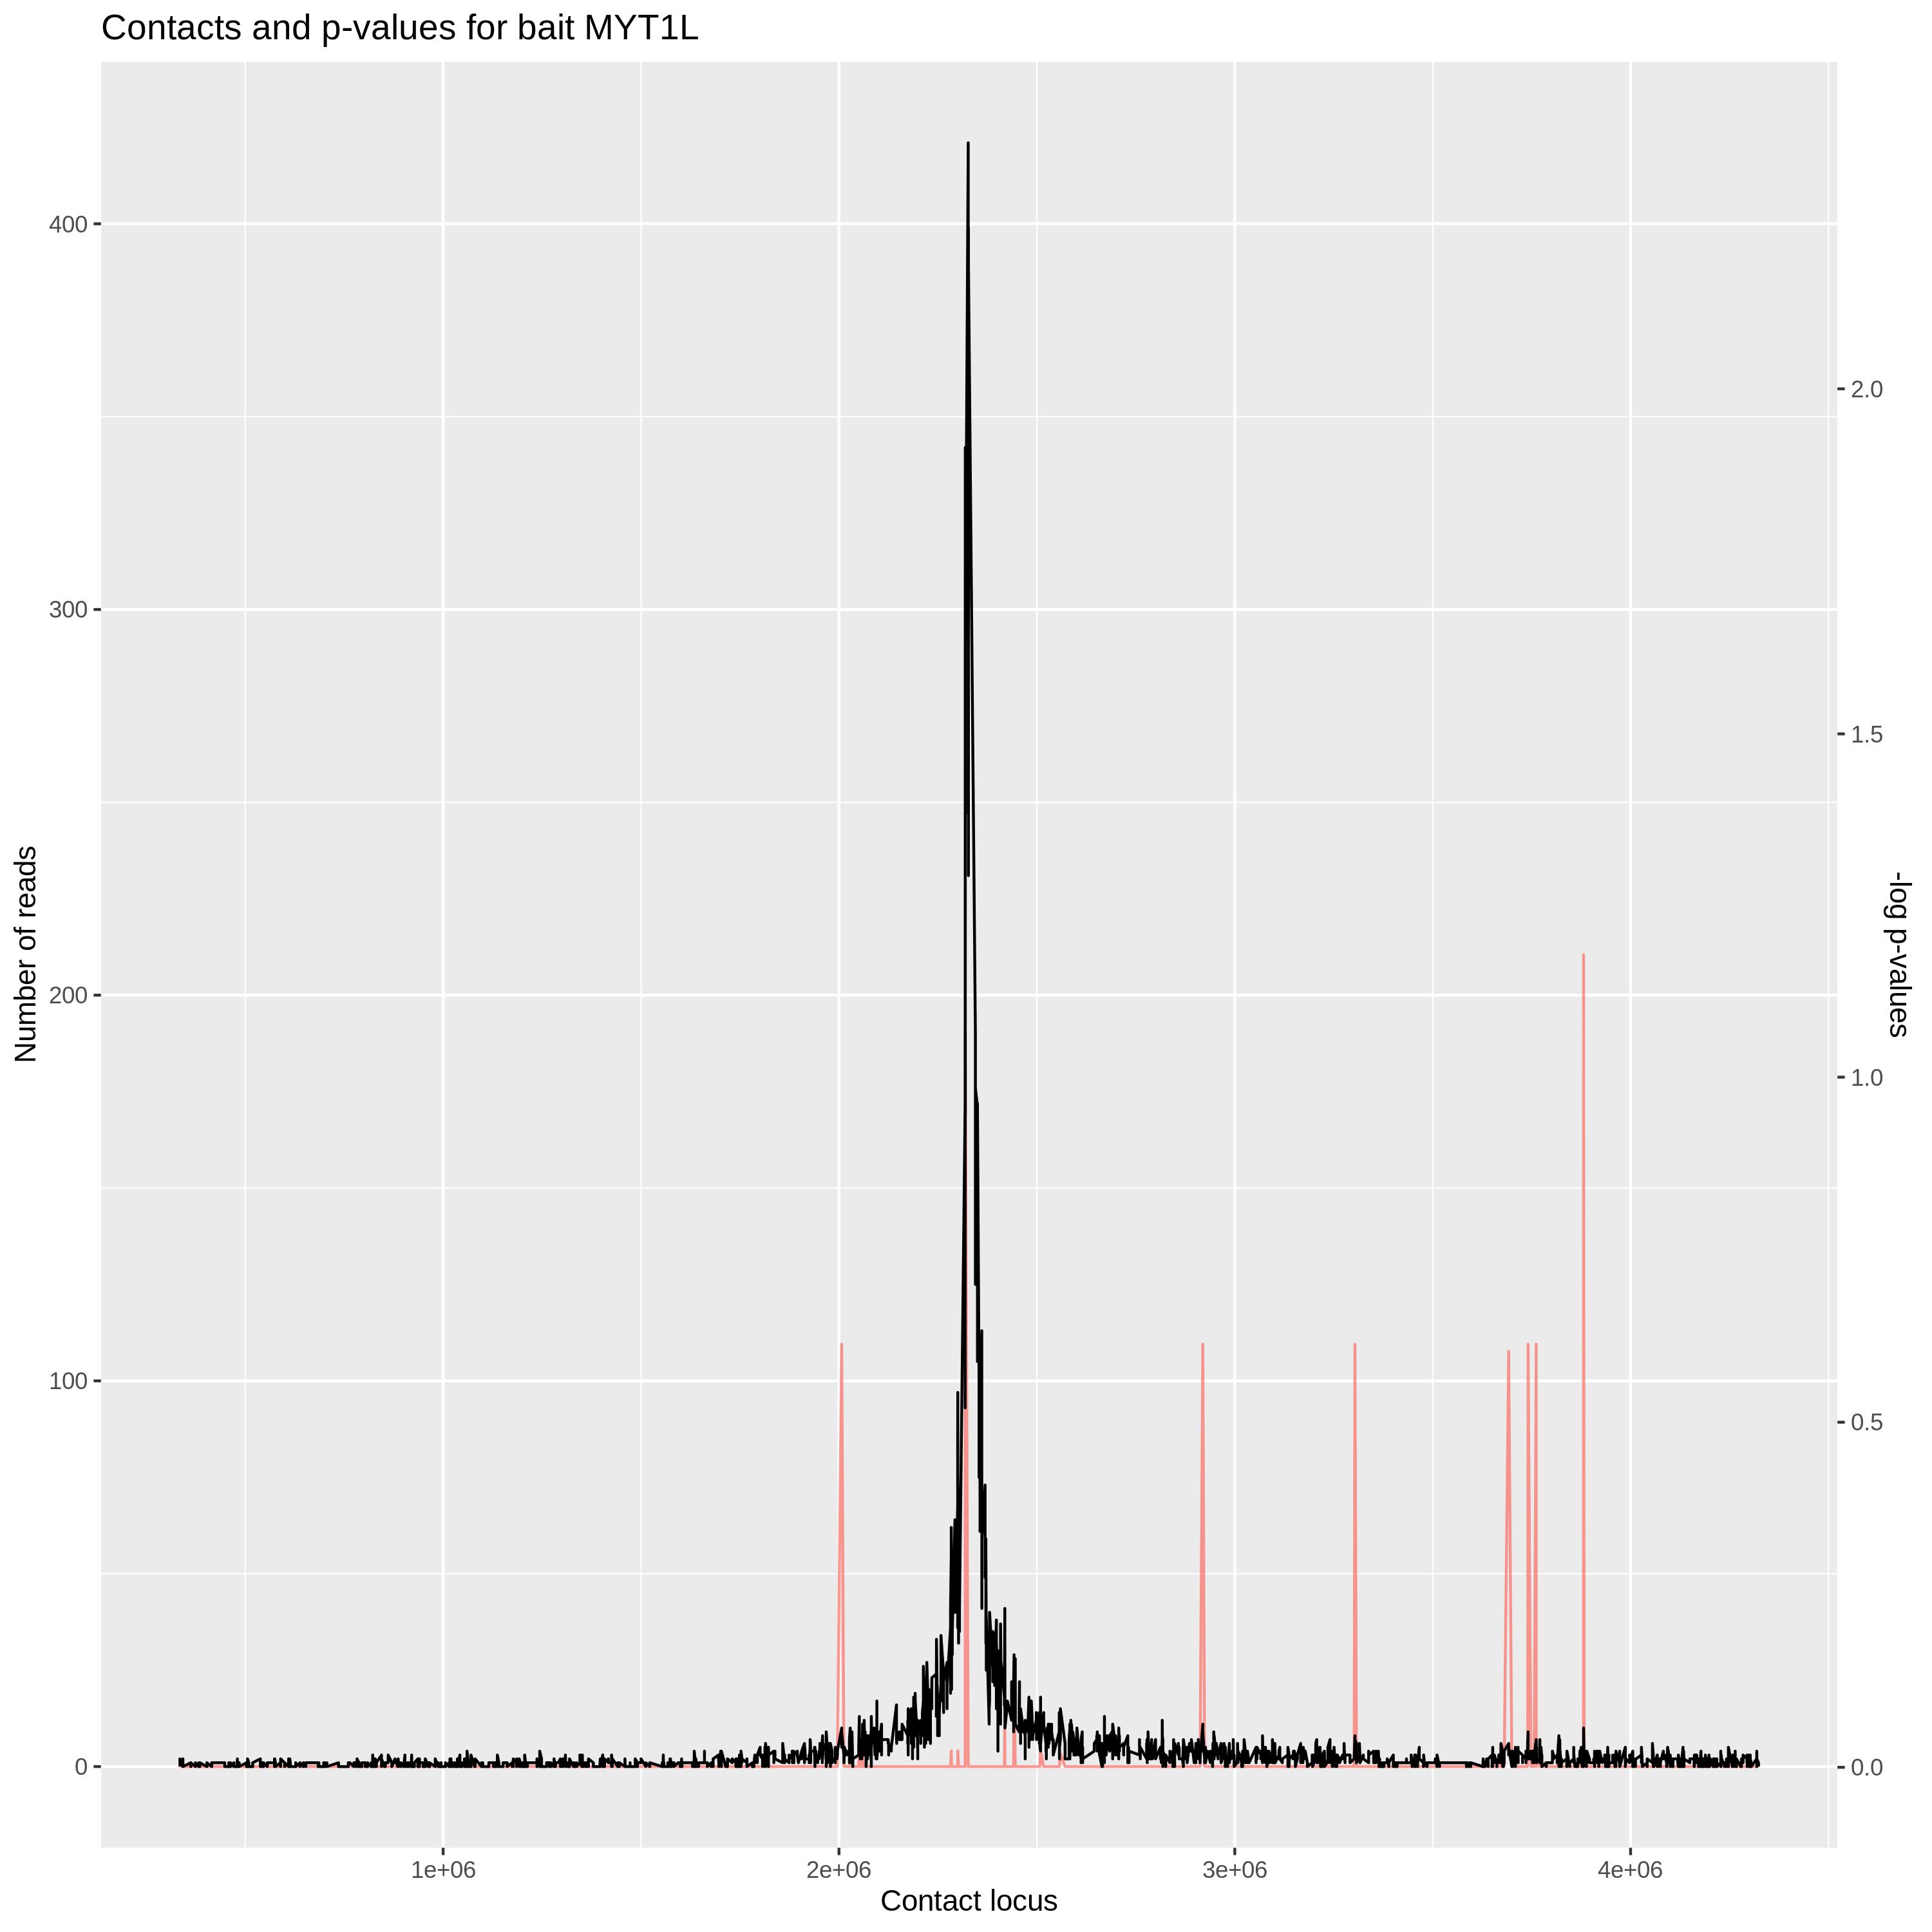 Contacts and p-values for bait MYT1L
400
300
200
100
0
Number of reads
2.0
1.5
1.0
0.5
0.0
-log p-values
1e+06
2e+06
3e+06
4e+06
Contact locus